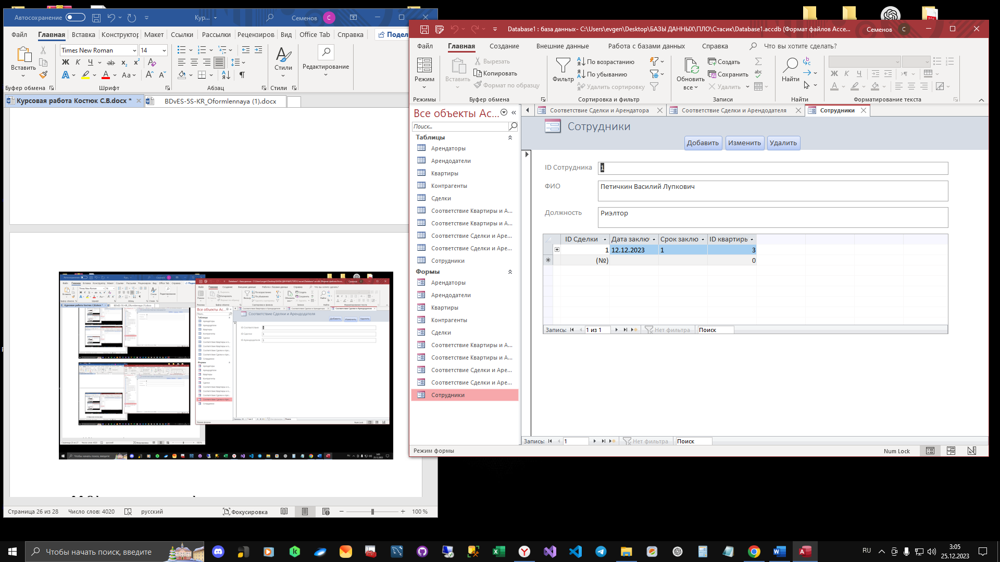 Автосохранение
Кур...
Семенов
С
Файл Главная Вставка Конструктор Макет Ссылки Рассылки Рецензиров Вид Office Tab Справка Подел
Вставить
Буфер обмена
Times New Roman
14
Шрифт
Абзац
Стили
Стили
Редактирование
Курсовая работа Костюк С.В.docx *
BDvES-5S-KR_Oformlennaya (1).docx
Страница 26 из 28
Число слов: 4020
русский
Фокусировка
100 %
Database1 : база данных- C:\Users\evgen\Desktop\БАЗЫ ДАННЫХ\ПЛО\Стасик\Database1.accdb (Формат файлов Acce...
Семенов
С
Файл Главная Создание Внешние данные Работа с базами данных Справка Что вы хотите сделать?
Режим
Режимы
Вставить
Вырезать
Копировать
Формат по образцу
Буфер обмена
Фильтр
По возрастанию
По убыванию
Удалить сортировку
Сортировка и фильтр
Обновить все
Создать
Сохранить
Удалить
Записи
Найти
Найти
Форматирование текста
Все объекты Ac...
Поиск...
Таблицы
Арендаторы
Арендодатели
Квартиры
Контрагенты
Сделки
Соответствие Квартиры и А...
Соответствие Квартиры и А...
Соответствие Сделки и Аре...
Соответствие Сделки и Аре...
Сотрудники
Формы
Арендаторы
Арендодатели
Квартиры
Контрагенты
Сделки
Соответствие Квартиры и А...
Соответствие Квартиры и А...
Соответствие Сделки и Аре...
Соответствие Сделки и Аре...
Сотрудники
Соответствие Сделки и Арендатора
Соответствие Сделки и Арендодателя
Сотрудники
Сотрудники
Добавить Изменить Удалить
ID Сотрудника 1
ФИО Петичкин Василий Лупкович
Должность Риэлтор
ID Сделки Дата заклю Срок заклю ID квартиры
1 12.12.2023 1 3
(№) 0
Запись: 1 из 1 Нет фильтра Поиск
Запись: 1 Нет фильтра Поиск
Режим формы
Num Lock
Чтобы начать поиск, введите
RU
3:05
25.12.2023